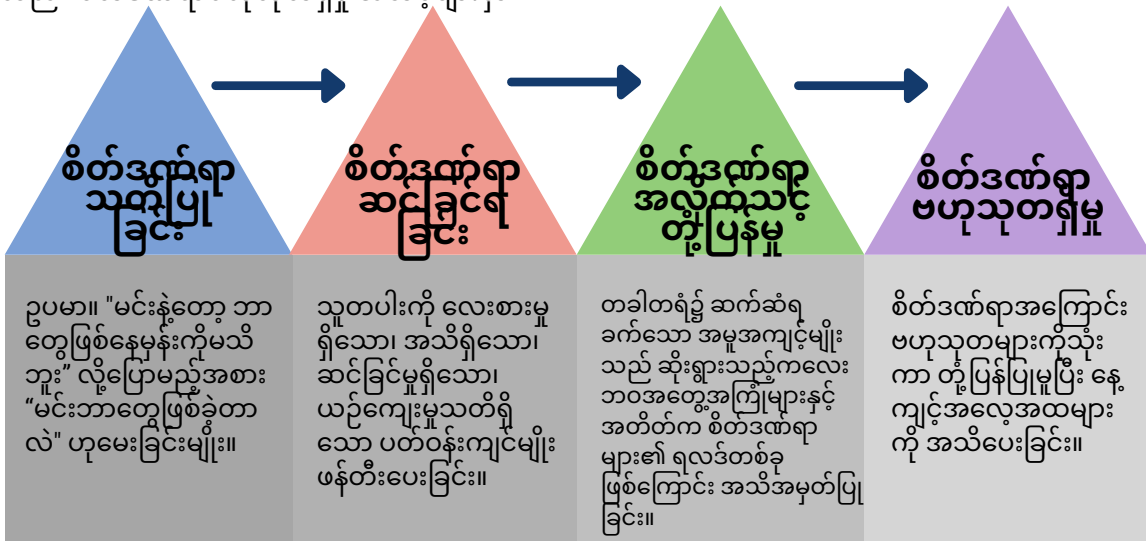 စိတ်ဒဏ်ရာ
သတိပြု
ခြင်း
စိတ်ဒဏ်ရာ
ဆင်ခြင်ရ
ခြင်း
စိတ်ဒဏ်ရာ
အလိုက်သင့်
တုံ့ပြန်မှု
စိတ်ဒဏ်ရာ
ဗဟုသုတရှိမှု
ဥပမာ။ "မင်းနဲ့တော့ ဘာ
တွေဖြစ်နေမှန်းကိုမသိ
ဘူး” လို့ပြောမည့်အစား
“မင်းဘာတွေဖြစ်ခဲ့တာ
လဲ" ဟုမေးခြင်းမျိုး။
သူတပါးကို လေးစားမှု
ရှိသော၊ အသိရှိသော၊
ဆင်ခြင်မှုရှိသော၊
ယဉ်ကျေးမှုသတိရှိ
သော ပတ်ဝန်းကျင်မျိုး
ဖန်တီးပေးခြင်း။
တခါတရံ၌ ဆက်ဆံရ
ခက်သော အမူအကျင့်မျိုး
သည် ဆိုးရွားသည့်ကလေး
ဘဝအတွေ့အကြုံများနှင့်
အတိတ်က စိတ်ဒဏ်ရာ
များ၏ ရလဒ်တစ်ခု
ဖြစ်ကြောင်း အသိအမှတ်ပြု
ခြင်း။
စိတ်ဒဏ်ရာအကြောင်း
ဗဟုသုတများကိုသုံး
ကာ တုံ့ပြန်ပြုမူပြီး နေ့
ကျင့်အလေ့အထများ
ကို အသိပေးခြင်း။